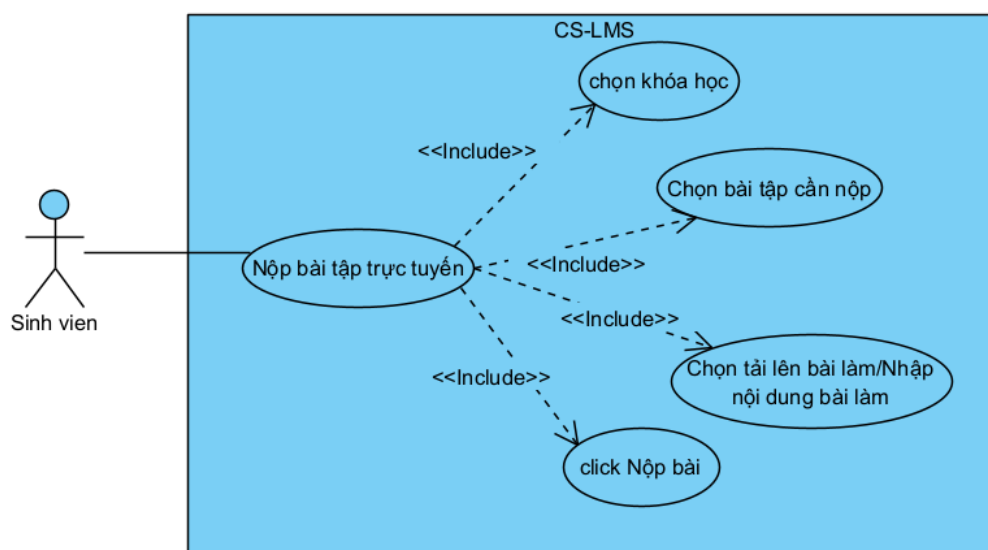 CS-LMS
chọn khóa học
<<Include>>
Chọn bài tập cần nộp
<<Include>>
Nộp bài tập trực tuyến
<<Include>>
Sinh vien
Chọn tải lên bài làm/Nhập
nội dung bài làm
<<Include>>
click Nộp bài